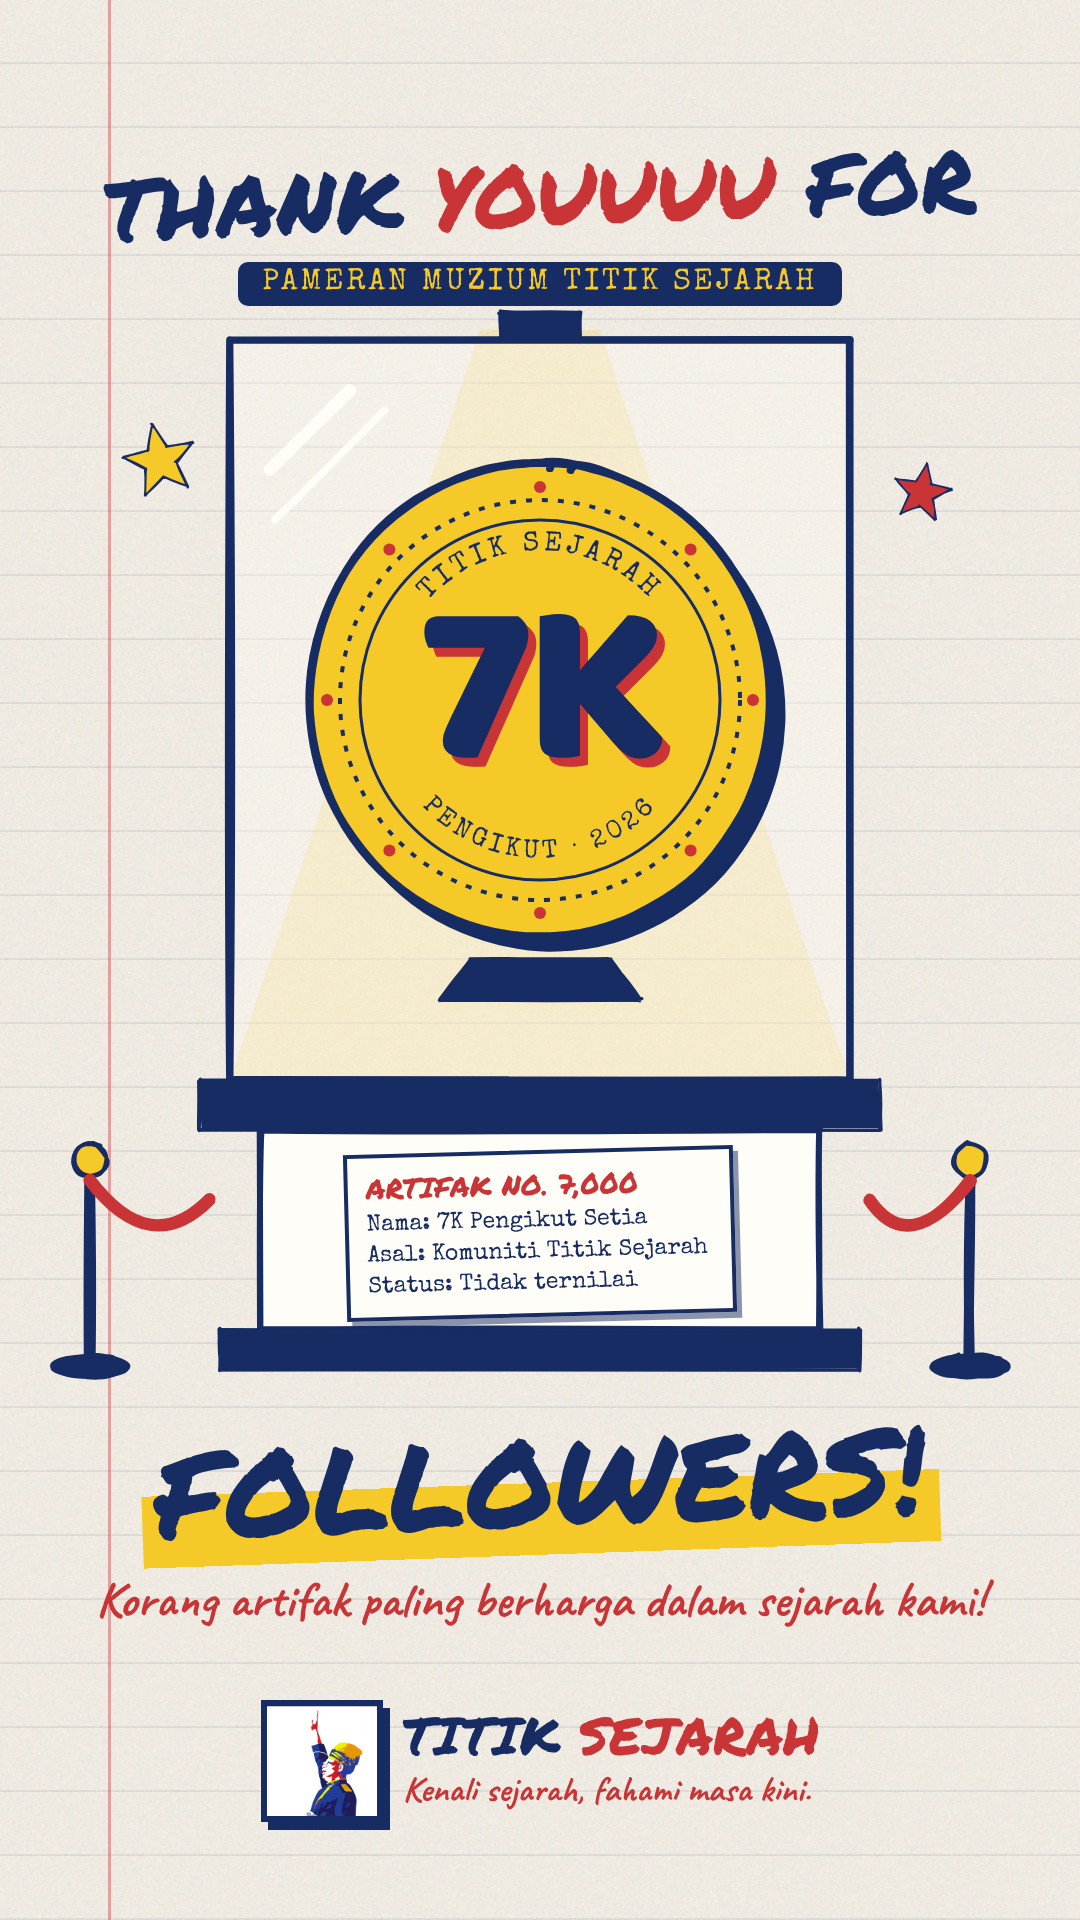 THANK YOUUUU FOR
PAMERAN MUZIUM TITIK SEJARAH
TITIK SEJARAH
7K
PENGIKUT · 2026
ARTIFAK NO. 7,000
Nama: 7K Pengikut Setia
Asal: Komuniti Titik Sejarah
Status: Tidak ternilai
FOLLOWERS!
Korang artifak paling berharga dalam sejarah kami!
TITIK SEJARAH
Kenali sejarah, fahami masa kini.